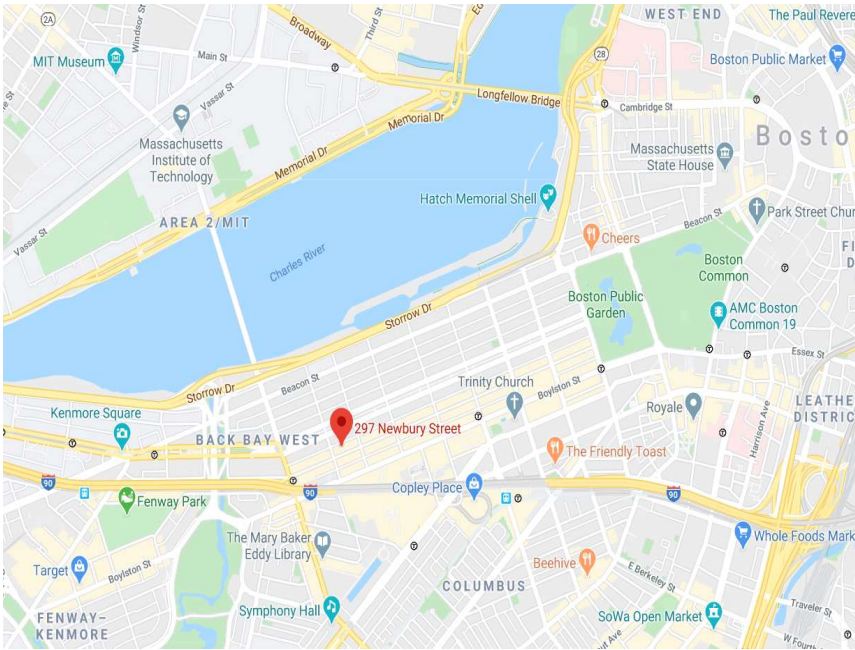 2A
Windsor St
Broadway
Third St
WEST END
The Paul Revere
MIT Museum
Main St
28
Boston Public Market
Vassar St
Longfellow Bridge
Cambridge St
Memorial Dr
Massachusetts
Institute of
Technology
Memorial Dr
Massachusetts
State House
Bosto
Hatch Memorial Shell
Vassar St
AREA 2/MIT
Beacon St
Park Street Chur
Cheers
Charles River
Boston
Common
Boston Public
Garden
AMC Boston
Common 19
Storrow Dr
Essex St
Storrow Dr
Beacon St
Trinity Church
Boylston St
Kenmore Square
Royale
Harrison Ave
LEATHE
DISTRIC
BACK BAY WEST
297 Newbury Street
The Friendly Toast
90
90
Copley Place
90
Fenway Park
The Mary Baker
Eddy Library
Whole Foods Mark
Target
Boylston St
Beehive
E Berkeley St
COLUMBUS
Symphony Hall
SoWa Open Market
Traveler St
FENWAY–
KENMORE
W Fourth